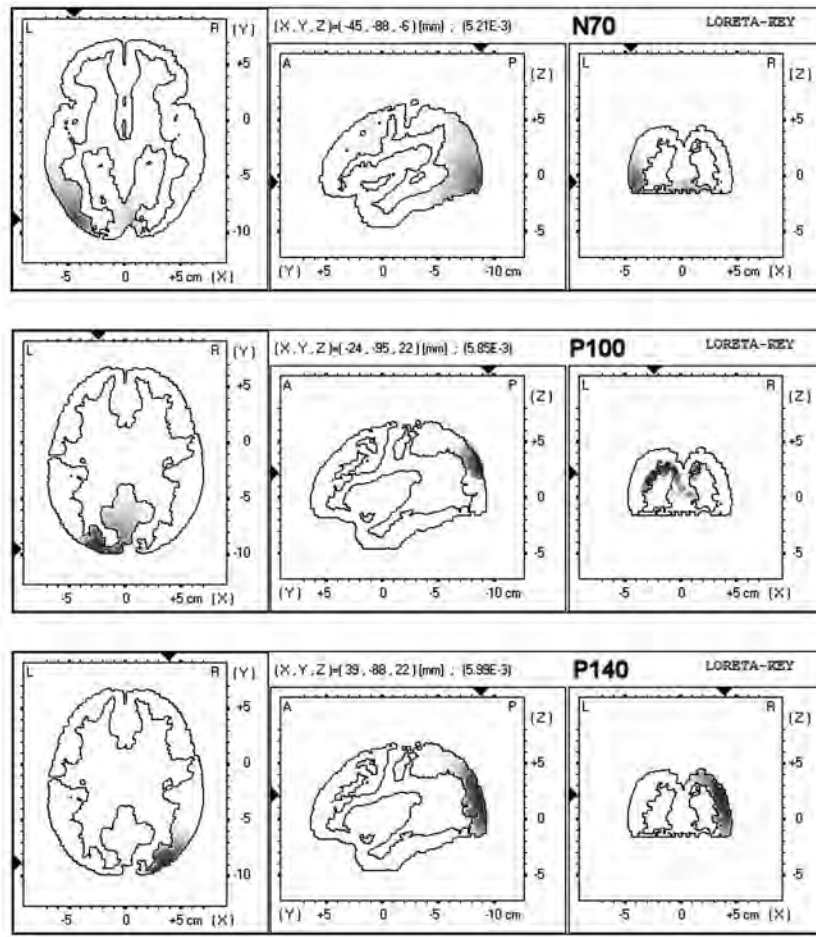 (X, Y, Z)=(-45, -88, -6) [mm] ; (5.21E-3) N70 LORETA-KEY
L R (Y) A P (Z) L R (Z)
+5 +5 +5
0 0 0
-5 -5 -5
-10
-5 0 +5 cm (X) (Y) +5 0 -5 -10 cm -5 0 +5 cm (X)
(X, Y, Z)=(-24, -95, 22) [mm] ; (5.85E-3) P100 LORETA-KEY
L R (Y) A P (Z) L R (Z)
+5 +5 +5
0 0 0
-5 -5 -5
-10
-5 0 +5 cm (X) (Y) +5 0 -5 -10 cm -5 0 +5 cm (X)
(X, Y, Z)=(39, -88, 22) [mm] ; (5.99E-3) P140 LORETA-KEY
L R (Y) A P (Z) L R (Z)
+5 +5 +5
0 0 0
-5 -5 -5
-10
-5 0 +5 cm (X) (Y) +5 0 -5 -10 cm -5 0 +5 cm (X)